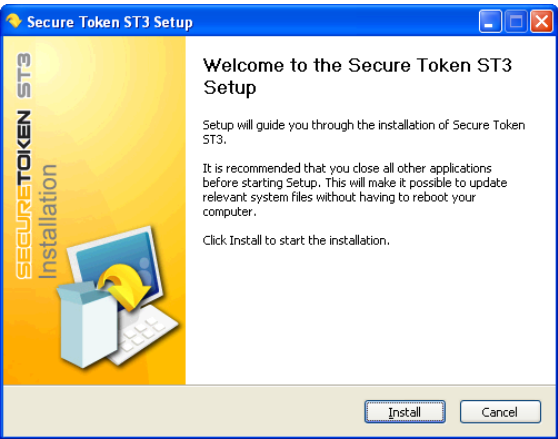 Secure Token ST3 Setup
SECURETOKEN ST3
Installation
Welcome to the Secure Token ST3
Setup
Setup will guide you through the installation of Secure Token
ST3.
It is recommended that you close all other applications
before starting Setup. This will make it possible to update
relevant system files without having to reboot your
computer.
Click Install to start the installation.
Install
Cancel